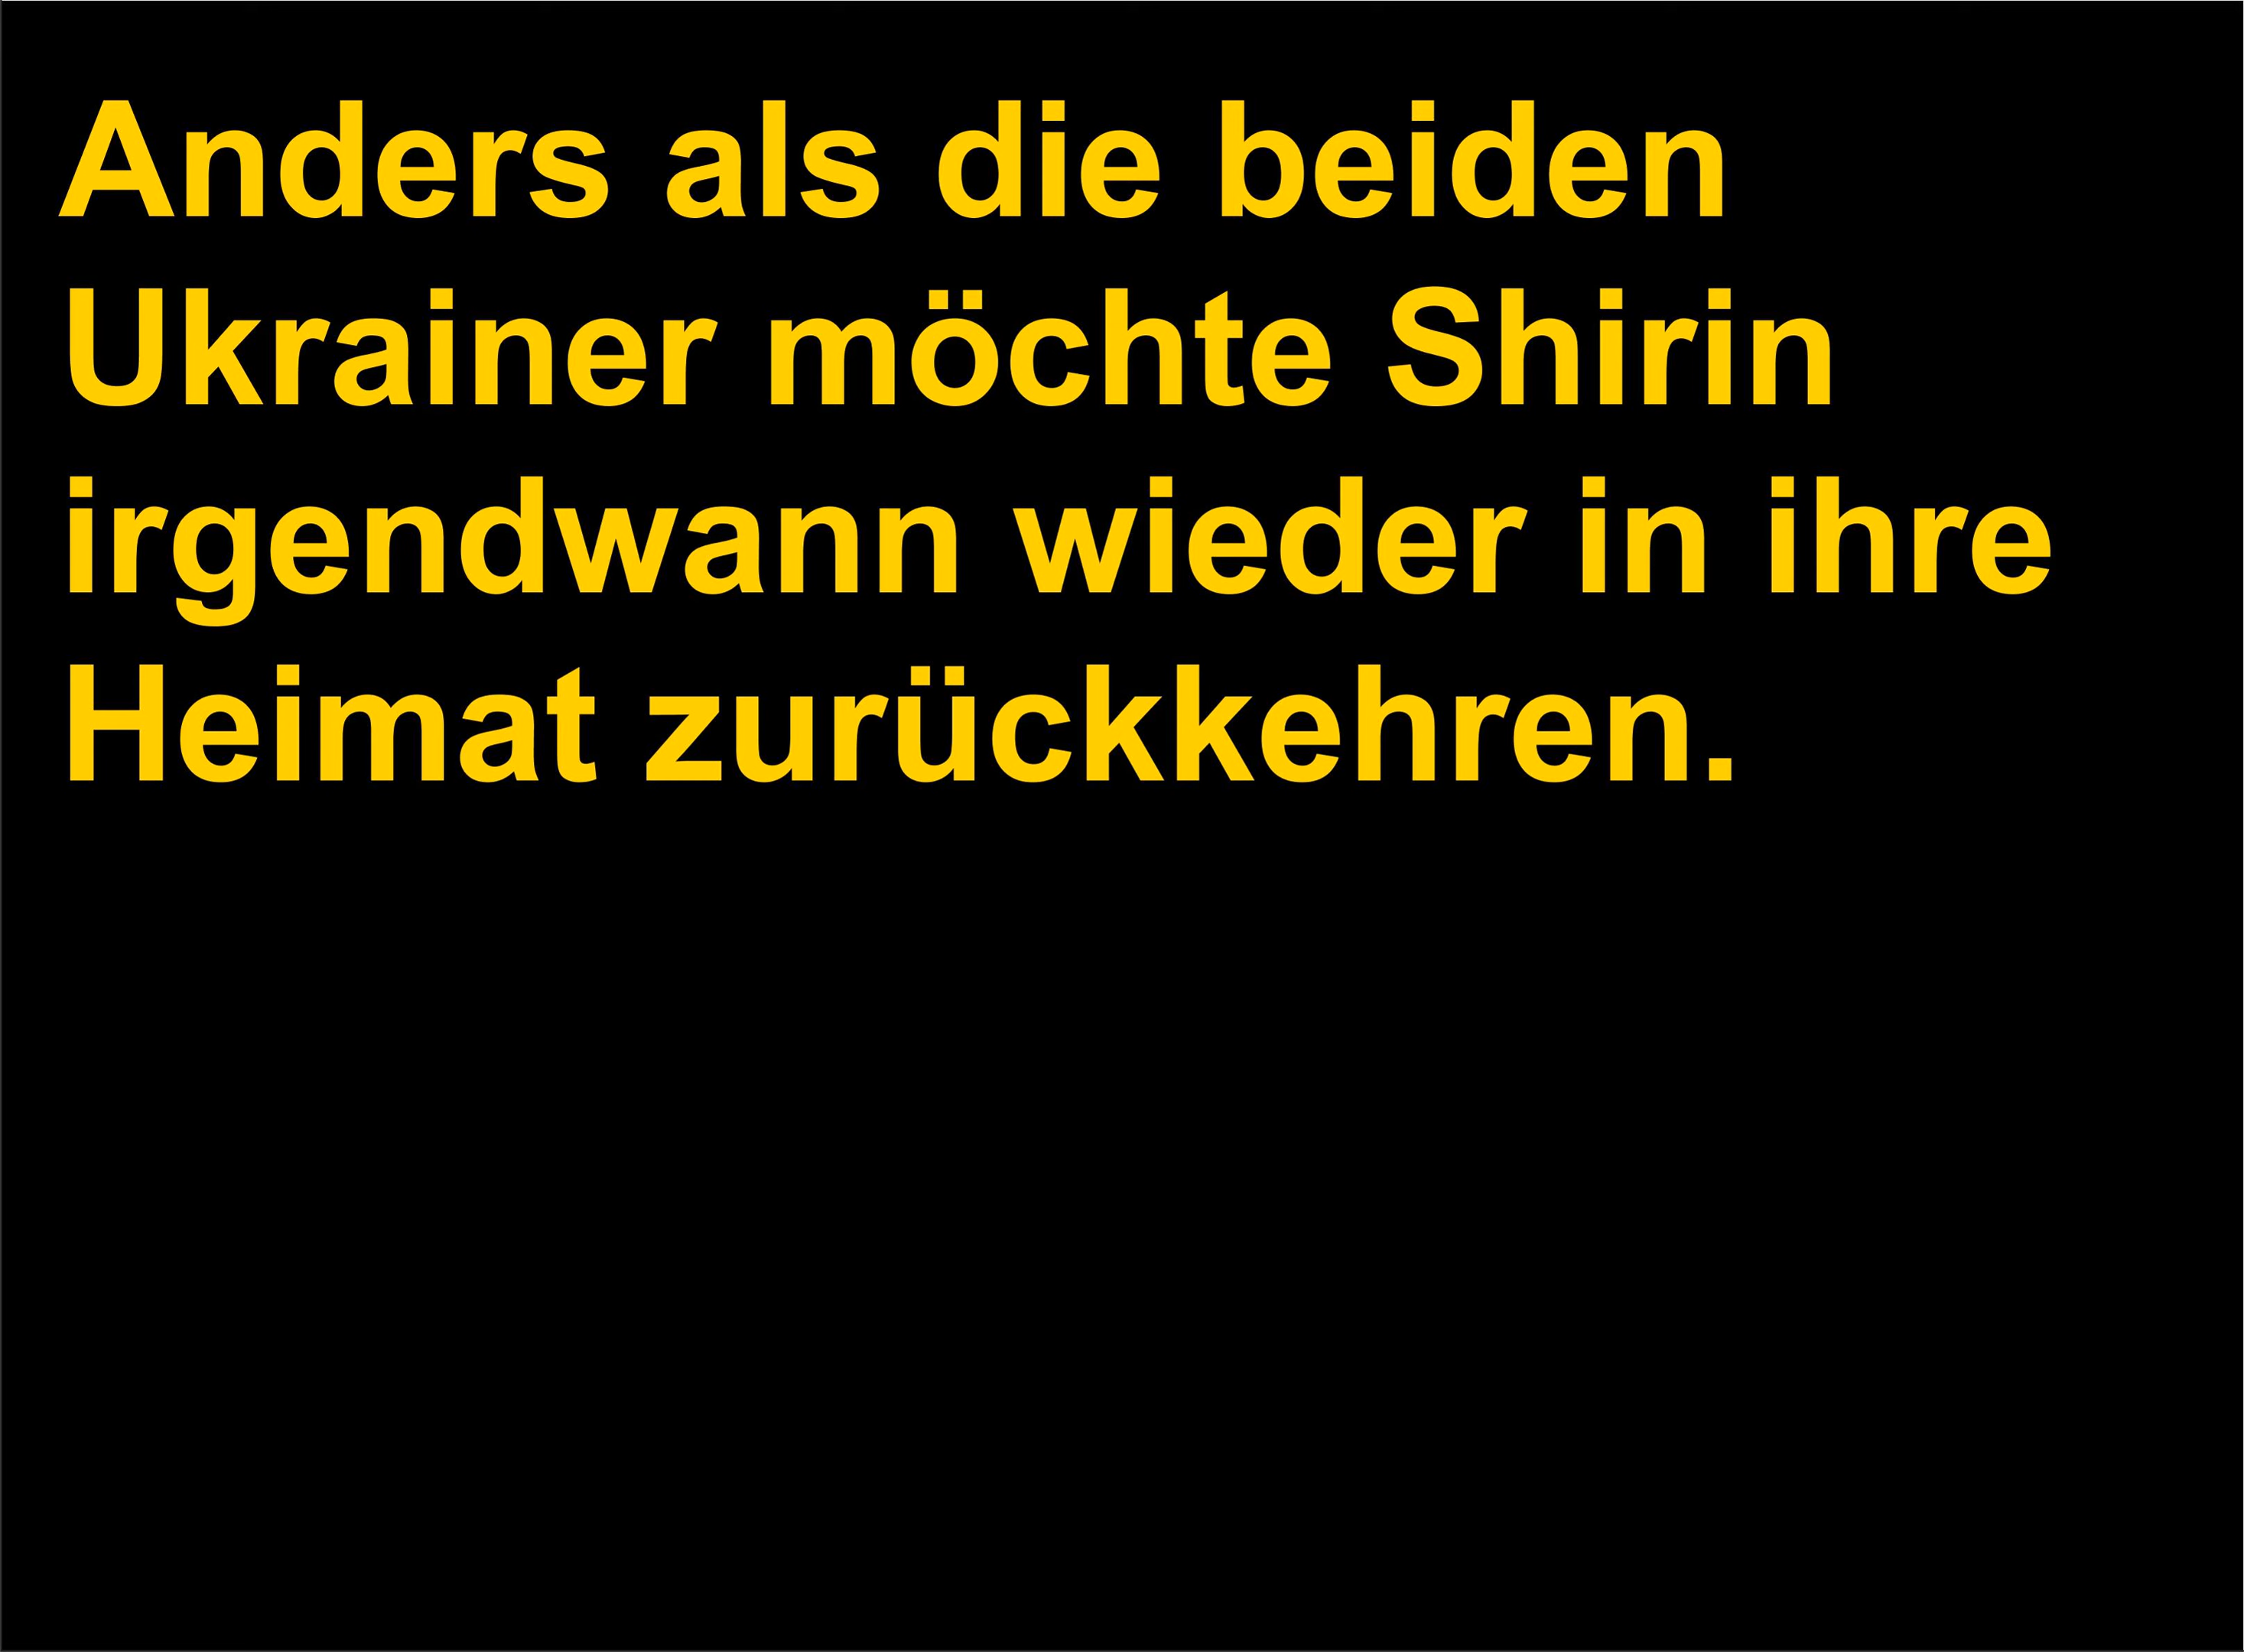 Anders als die beiden
Ukrainer möchte Shirin
irgendwann wieder in ihre
Heimat zurückkehren.